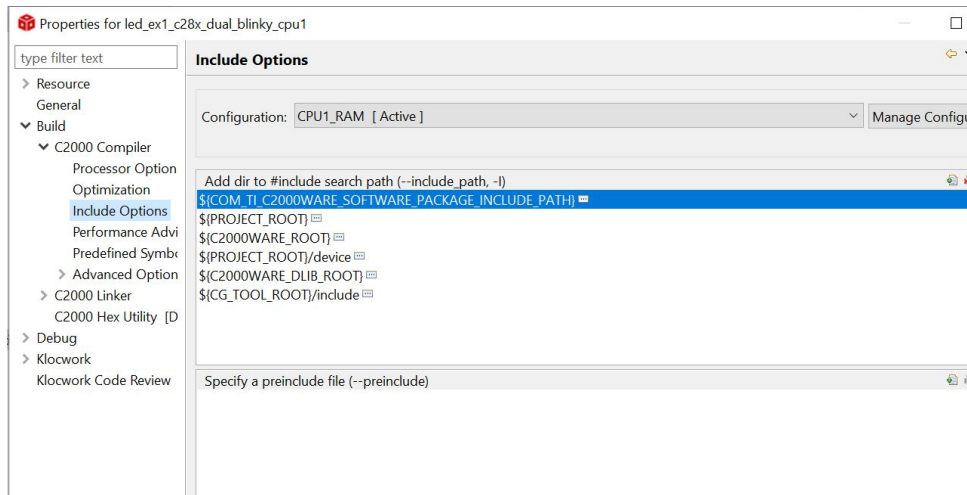 Properties for led_ex1_c28x_dual_blinky_cpu1
type filter text
Include Options
Resource
General
Build
C2000 Compiler
Processor Option
Optimization
Include Options
Performance Advi
Predefined Symb
Advanced Option
C2000 Linker
C2000 Hex Utility [D
Debug
Klocwork
Klocwork Code Review
Configuration: CPU1_RAM [ Active ]
Manage Configu
Add dir to #include search path (--include_path, -I)
${COM_TI_C2000WARE_SOFTWARE_PACKAGE_INCLUDE_PATH}
${PROJECT_ROOT}
${C2000WARE_ROOT}
${PROJECT_ROOT}/device
${C2000WARE_DLIB_ROOT}
${CG_TOOL_ROOT}/include
Specify a preinclude file (--preinclude)